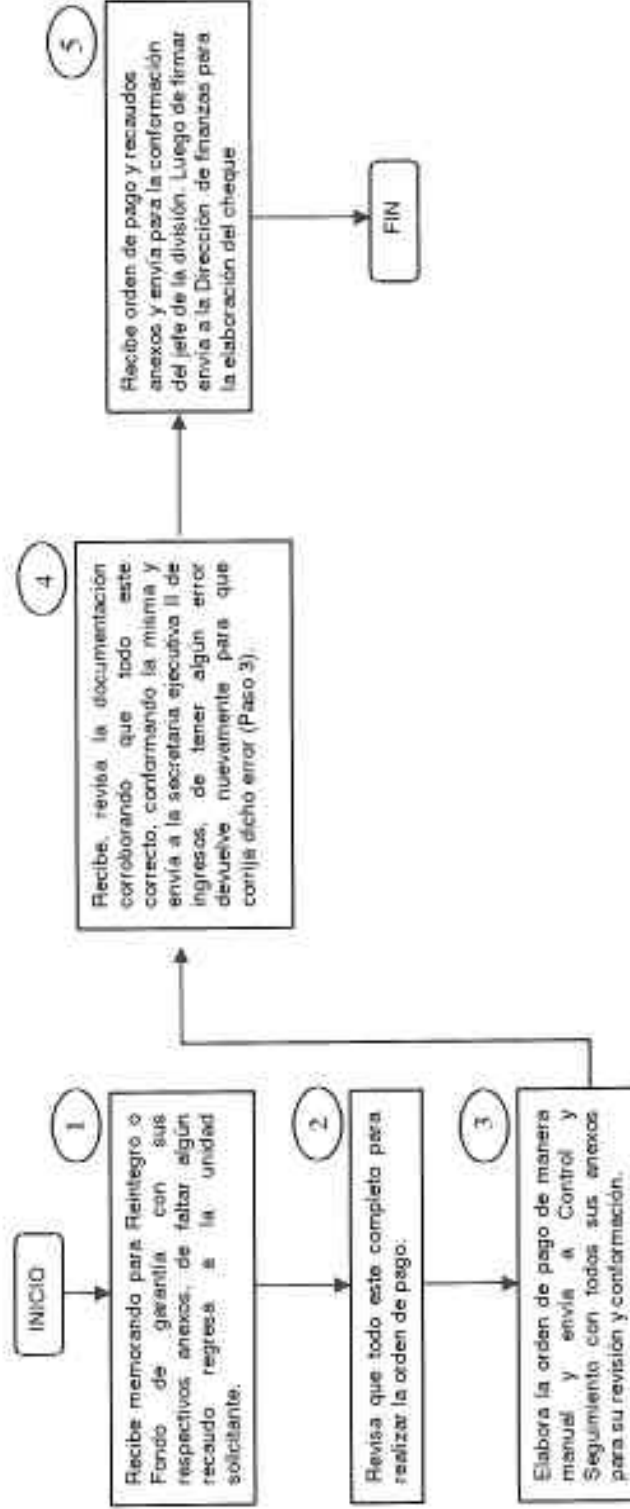 INICIO
1
Recibe memorando para Reintegro o
Fondo de garantía con sus
respectivos anexos, de faltar algún
recaudo regresa a la unidad
solicitante.
2
Revisa que todo este completo para
realizar la orden de pago.
3
Elabora la orden de pago de manera
manual y envía a Control y
Seguimiento con todos sus anexos
para su revisión y conformación.
4
Recibe, revisa la documentación
corroborando que todo este
correcto, conformando la misma y
envía a la secretaria ejecutiva II de
ingresos, de tener algún error
devuelve nuevamente para que
corrija dicho error (Paso 3).
5
Recibe orden de pago y recaudos
anexos y envía para la conformación
del jefe de la división. Luego de firmar
envía a la Dirección de finanzas para
la elaboración del cheque
FIN